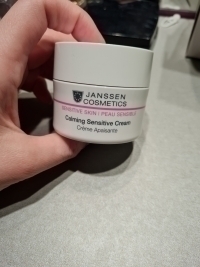 JANSSEN
COSMETICS
SENSITIVE SKIN | PEAU SENSIBLE
Calming Sensitive Cream
Crème Apaisante